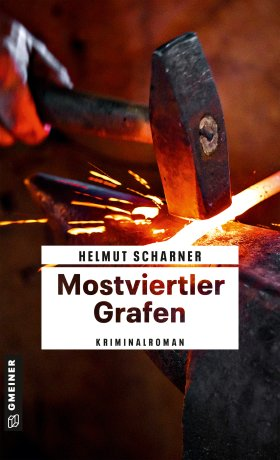 HELMUT SCHARNER
Mostviertler
Grafen
KRIMINALROMAN
GMEINER